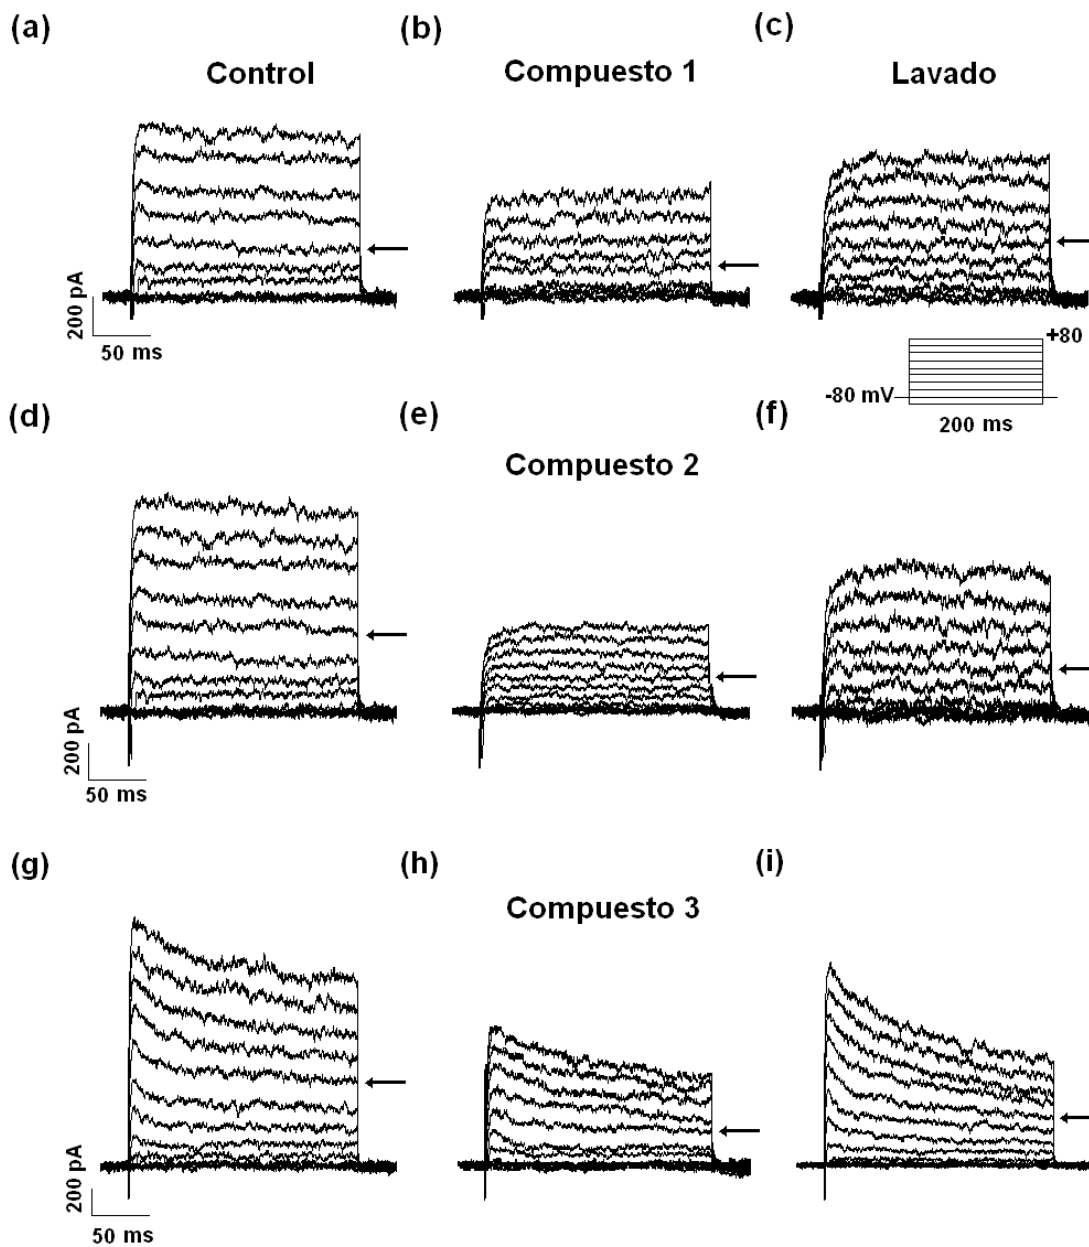 (a)
(b)
(c)
Control
Compuesto 1
Lavado
200 pA
50 ms
+80
-80 mV
200 ms
(d)
(e)
(f)
Compuesto 2
200 pA
50 ms
(g)
(h)
(i)
Compuesto 3
200 pA
50 ms